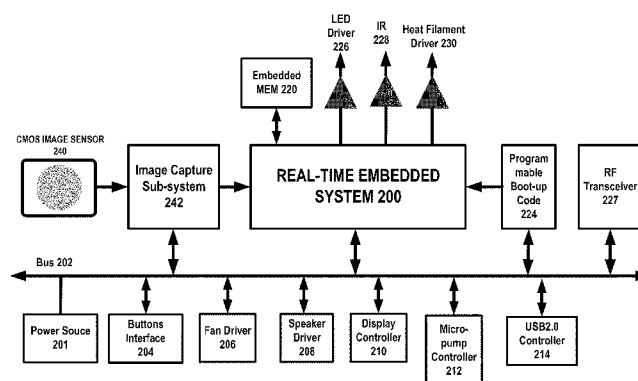 LED
Driver
226
IR
228
Heat Filament
Driver 230
Embedded
MEM 220
CMOS IMAGE SENSOR
240
Image Capture
Sub-system
242
REAL-TIME EMBEDDED
SYSTEM 200
Program
mable
Boot-up
Code
224
RF
Transceiver
227
Bus 202
Power Souce
201
Buttons
Interface
204
Fan Driver
206
Speaker
Driver
208
Display
Controller
210
Micro-
pump
Controller
212
USB2.0
Controller
214